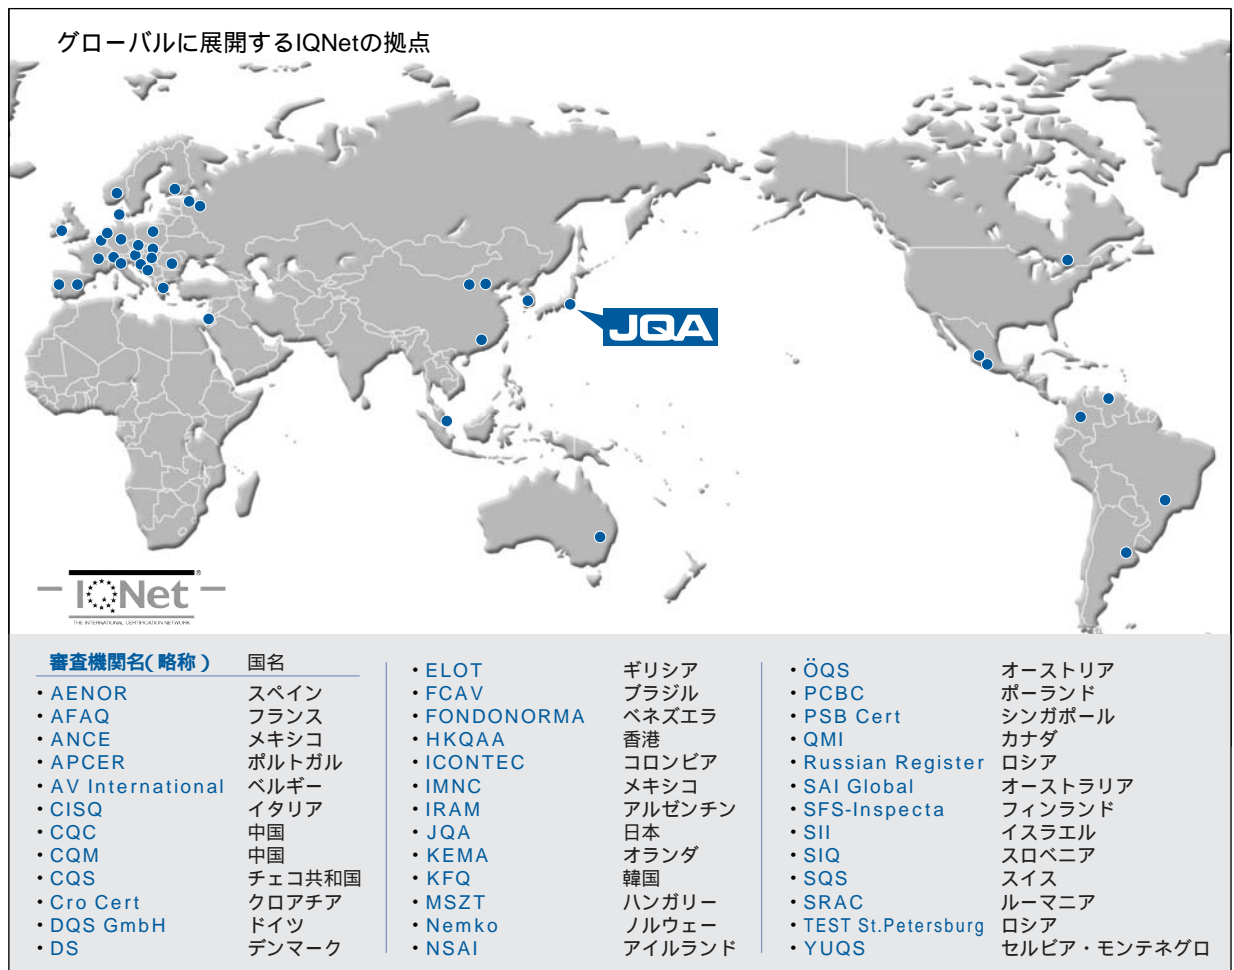 グローバルに展開するIQNetの拠点
JQA
IQNet®
THE INTERNATIONAL CERTIFICATION NETWORK
審査機関名(略称) 国名
・AENOR スペイン
・AFAQ フランス
・ANCE メキシコ
・APCER ポルトガル
・AV International ベルギー
・CISQ イタリア
・CQC 中国
・CQM 中国
・CQS チェコ共和国
・Cro Cert クロアチア
・DQS GmbH ドイツ
・DS デンマーク
・ELOT ギリシア
・FCAV ブラジル
・FONDONORMA ベネズエラ
・HKQAA 香港
・ICONTEC コロンビア
・IMNC メキシコ
・IRAM アルゼンチン
・JQA 日本
・KEMA オランダ
・KFQ 韓国
・MSZT ハンガリー
・Nemko ノルウェー
・NSAI アイルランド
・ÖQS オーストリア
・PCBC ポーランド
・PSB Cert シンガポール
・QMI カナダ
・Russian Register ロシア
・SAI Global オーストラリア
・SFS-Inspecta フィンランド
・SII イスラエル
・SIQ スロベニア
・SQS スイス
・SRAC ルーマニア
・TEST St.Petersburg ロシア
・YUQS セルビア・モンテネグロ